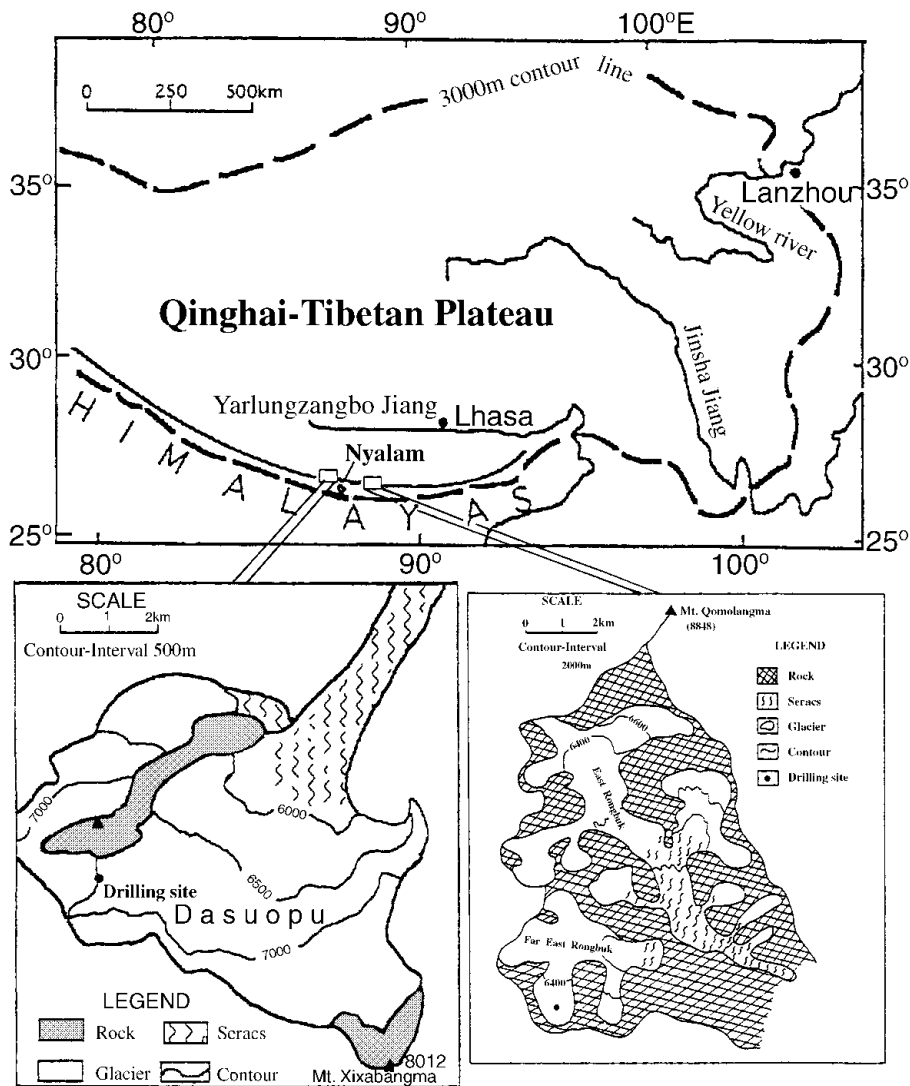 80° 90° 100°E
0 250 500km
3000m contour line
35° 35°
Lanzhou
Yellow river
Qinghai-Tibetan Plateau
Jinsha Jiang
30° 30°
Yarlungzangbo Jiang Lhasa
Nyalam
HIMALAYAS
25° 25°
80° 90° 100°
SCALE
0 1 2km
Contour-Interval 500m
7000
6000
6500
Drilling site
Dasuopu
7000
LEGEND
Rock Seracs
Glacier Contour
8012
Mt. Xixabangma
SCALE
0 1 2km
Contour-Interval
2000m
Mt. Qomolangma
(8848)
LEGEND
Rock
Seracs
Glacier
Contour
Drilling site
6600
6400
East Rongbuk
Far East Rongbuk
6400